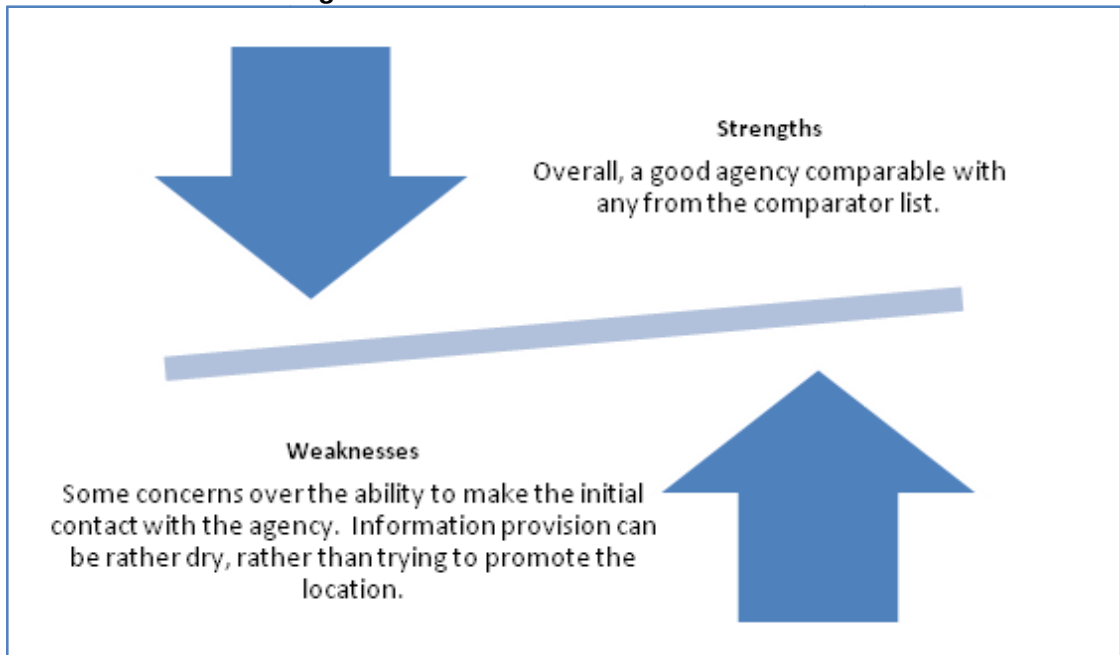 Strengths
Overall, a good agency comparable with
any from the comparator list.
Weaknesses
Some concerns over the ability to make the initial
contact with the agency.  Information provision can
be rather dry, rather than trying to promote the
location.